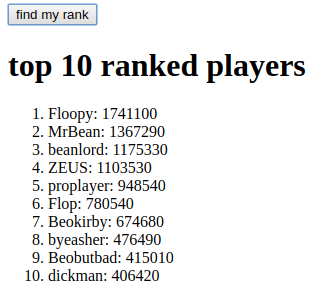 find my rank
top 10 ranked players
1. Floopy: 1741100
2. MrBean: 1367290
3. beanlord: 1175330
4. ZEUS: 1103530
5. proplayer: 948540
6. Flop: 780540
7. Beokirby: 674680
8. byeasher: 476490
9. Beobutbad: 415010
10. dickman: 406420